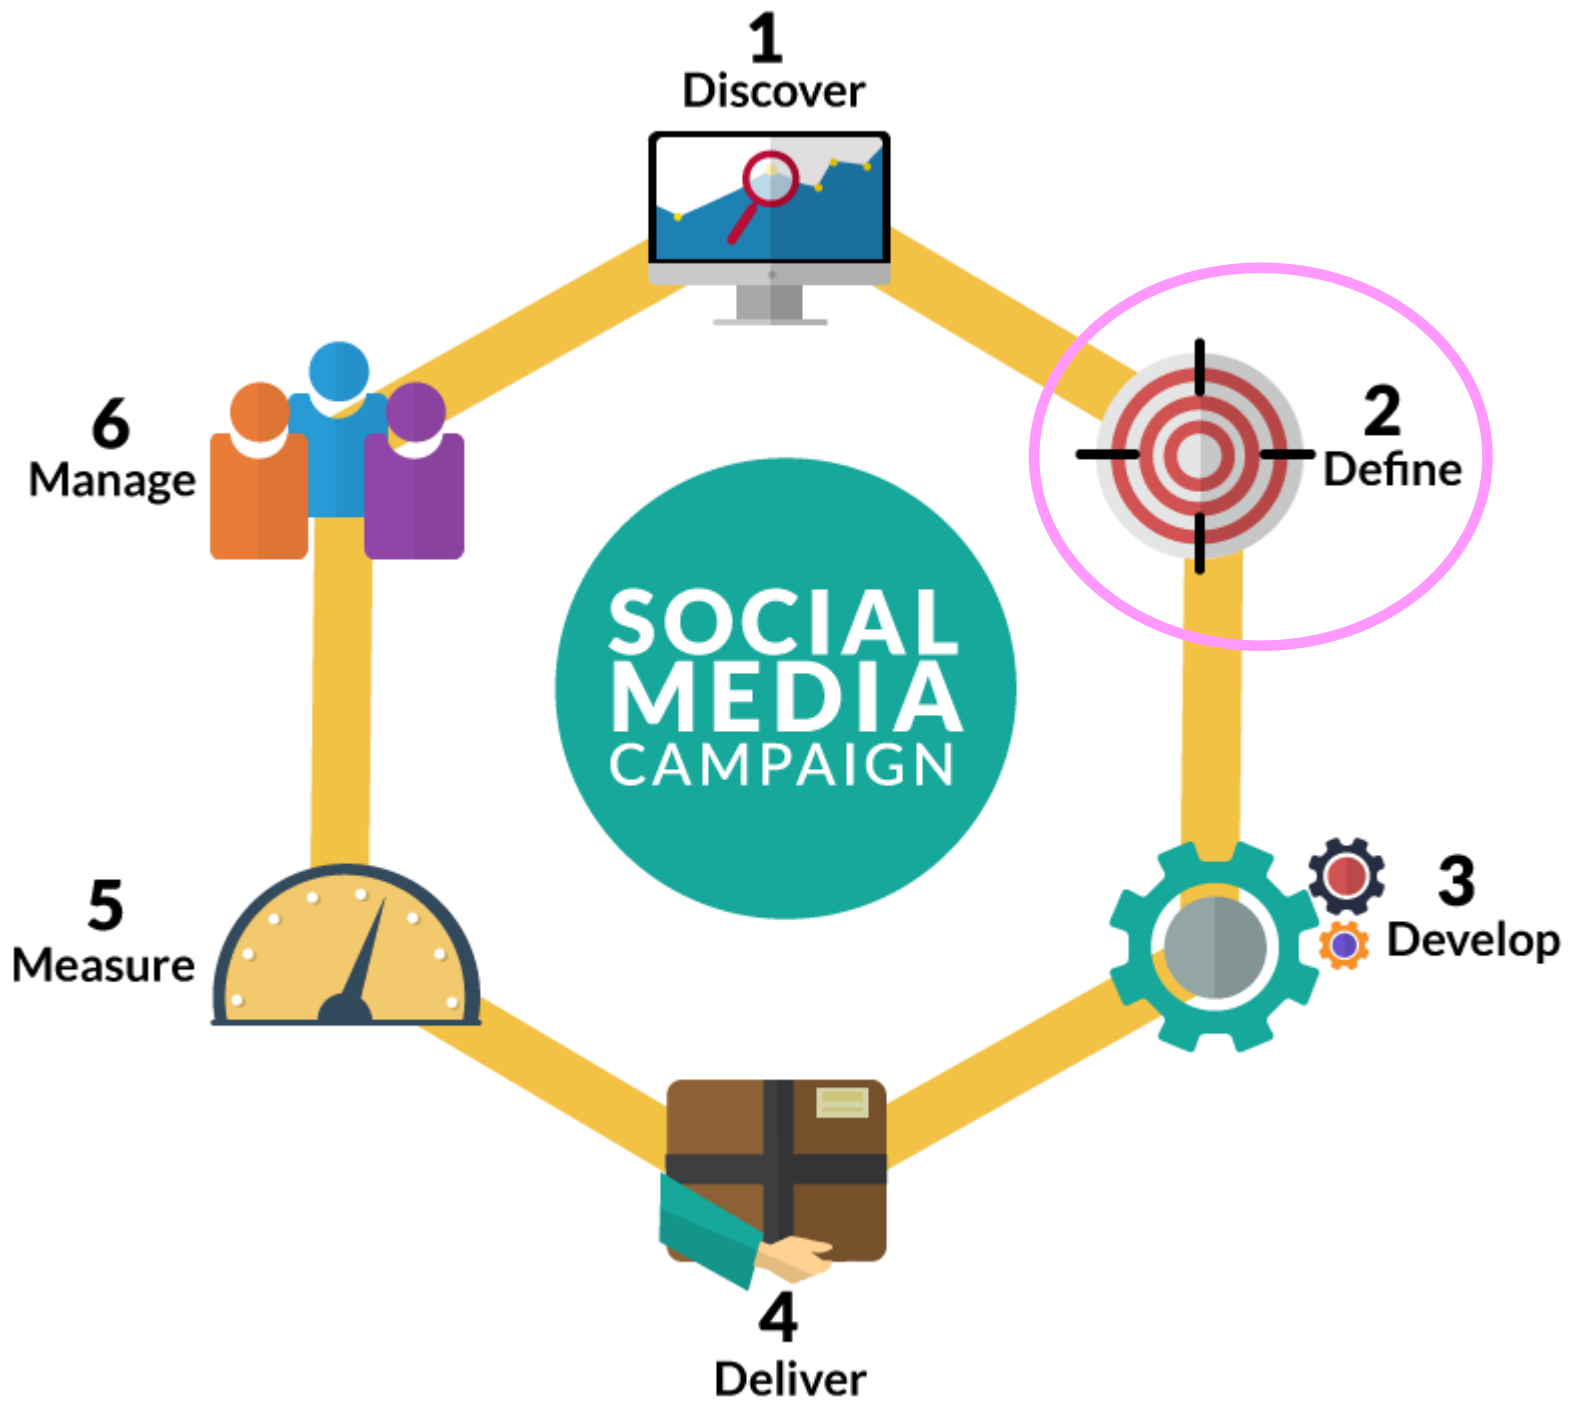 1
Discover
2
Define
3
Develop
4
Deliver
5
Measure
6
Manage
SOCIAL
MEDIA
CAMPAIGN